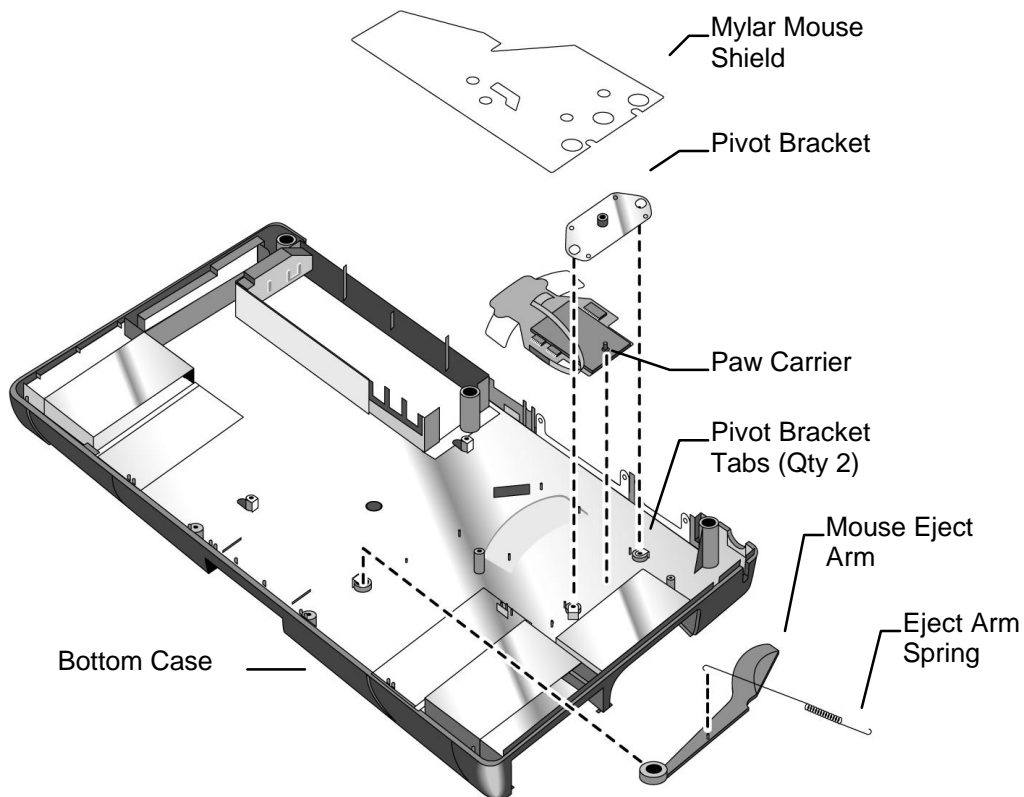 Mylar Mouse
Shield
Pivot Bracket
Paw Carrier
Pivot Bracket
Tabs (Qty 2)
Mouse Eject
Arm
Eject Arm
Spring
Bottom Case